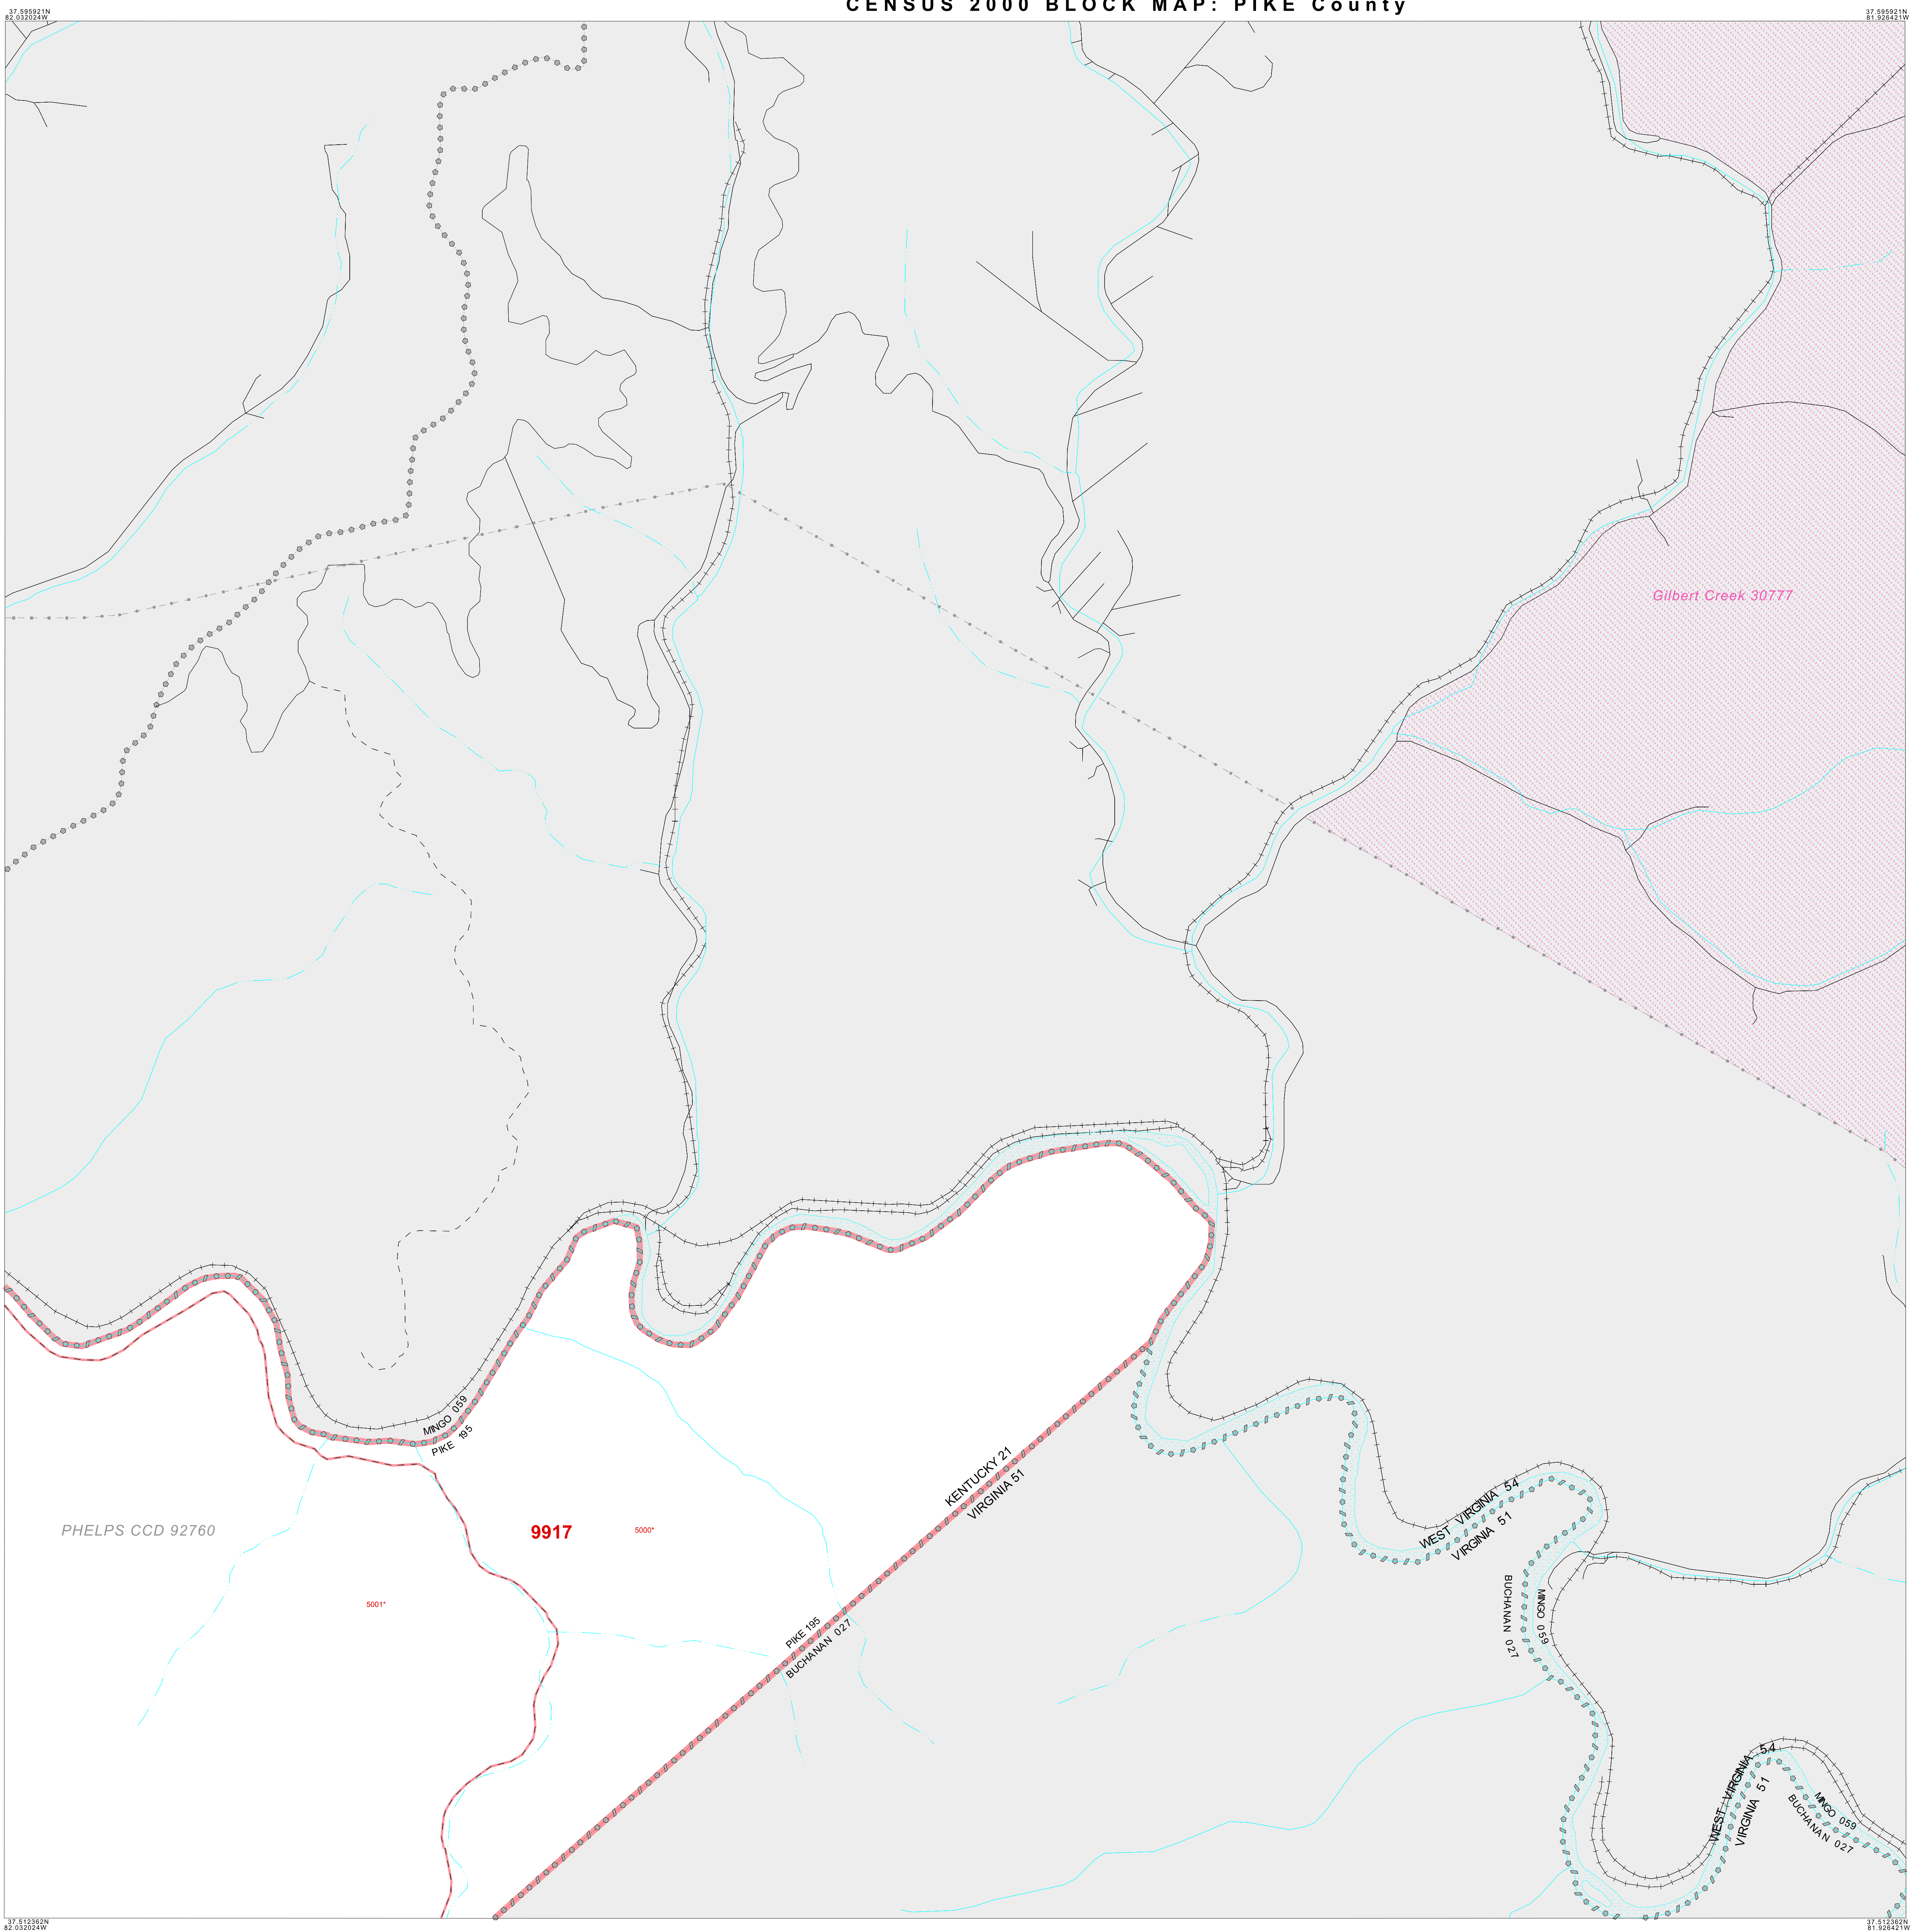 CENSUS 2000 BLOCK MAP: PIKE County
37.595921N
82.032024W
37.595921N
81.926421W
Gilbert Creek 30777
MINGO 059
PIKE 195
KENTUCKY 21
VIRGINIA 51
WEST VIRGINIA 54
VIRGINIA 51
PHELPS CCD 92760
9917
5000*
5001*
BUCHANAN 027
MINGO 059
PIKE 195
BUCHANAN 027
WEST VIRGINIA 54
VIRGINIA 51
MINGO 059
BUCHANAN 027
37.512362N
82.032024W
37.512362N
81.926421W